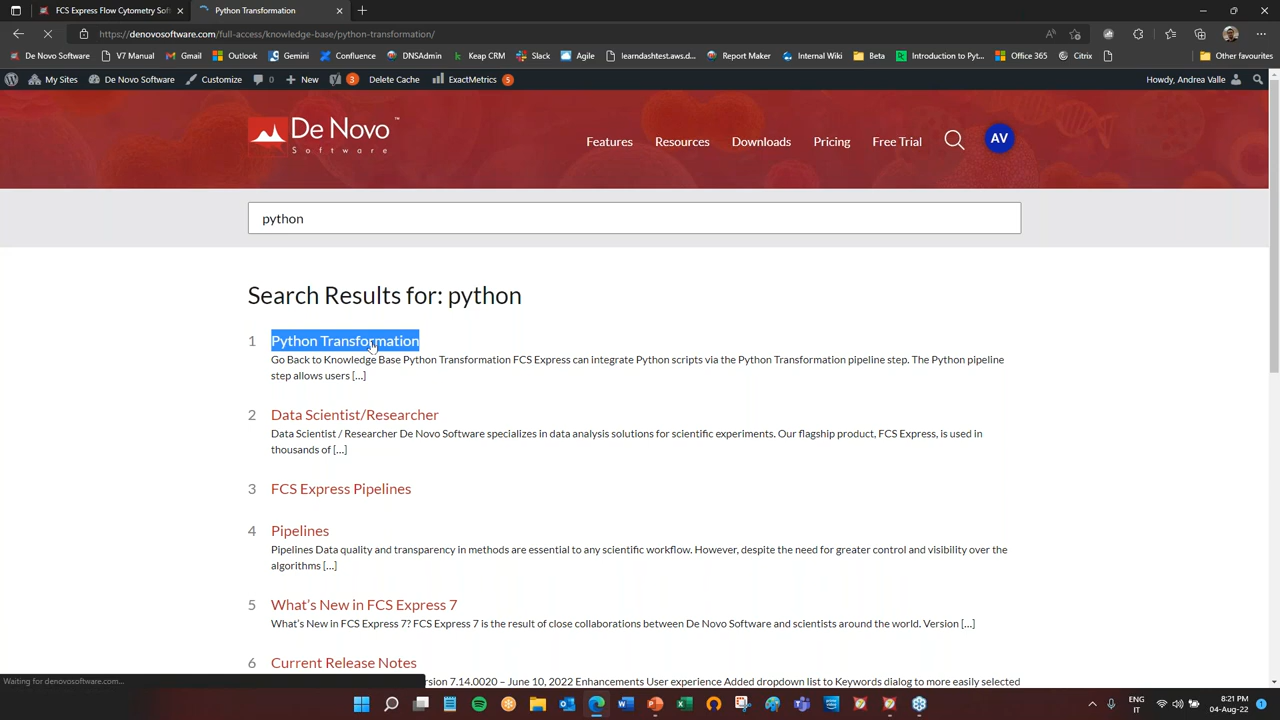 FCS Express Flow Cytometry Sof
Python Transformation
https://denovosoftware.com/full-access/knowledge-base/python-transformation/
De Novo Software
V7 Manual
Gmail
Outlook
Gemini
Confluence
DNSAdmin
Keap CRM
Slack
Agile
learndashtest.aws.d...
Report Maker
Internal Wiki
Beta
Introduction to Pyt...
Office 365
Citrix
Other favourites
My Sites
De Novo Software
Customize
0
New
3
Delete Cache
ExactMetrics
5
Howdy, Andrea Valle
De Novo™
Software
Features
Resources
Downloads
Pricing
Free Trial
AV
python
Search Results for: python
1 Python Transformation
Go Back to Knowledge Base Python Transformation FCS Express can integrate Python scripts via the Python Transformation pipeline step. The Python pipeline
step allows users [...]
2 Data Scientist/Researcher
Data Scientist / Researcher De Novo Software specializes in data analysis solutions for scientific experiments. Our flagship product, FCS Express, is used in
thousands of [...]
3 FCS Express Pipelines
4 Pipelines
Pipelines Data quality and transparency in methods are essential to any scientific workflow. However, despite the need for greater control and visibility over the
algorithms [...]
5 What's New in FCS Express 7
What's New in FCS Express 7? FCS Express 7 is the result of close collaborations between De Novo Software and scientists around the world. Version [...]
6 Current Release Notes
rsion 7.14.0020 – June 10, 2022 Enhancements User experience Added dropdown list to Keywords dialog to more easily selected
Waiting for denovosoftware.com...
ENG
IT
8:21 PM
04-Aug-22